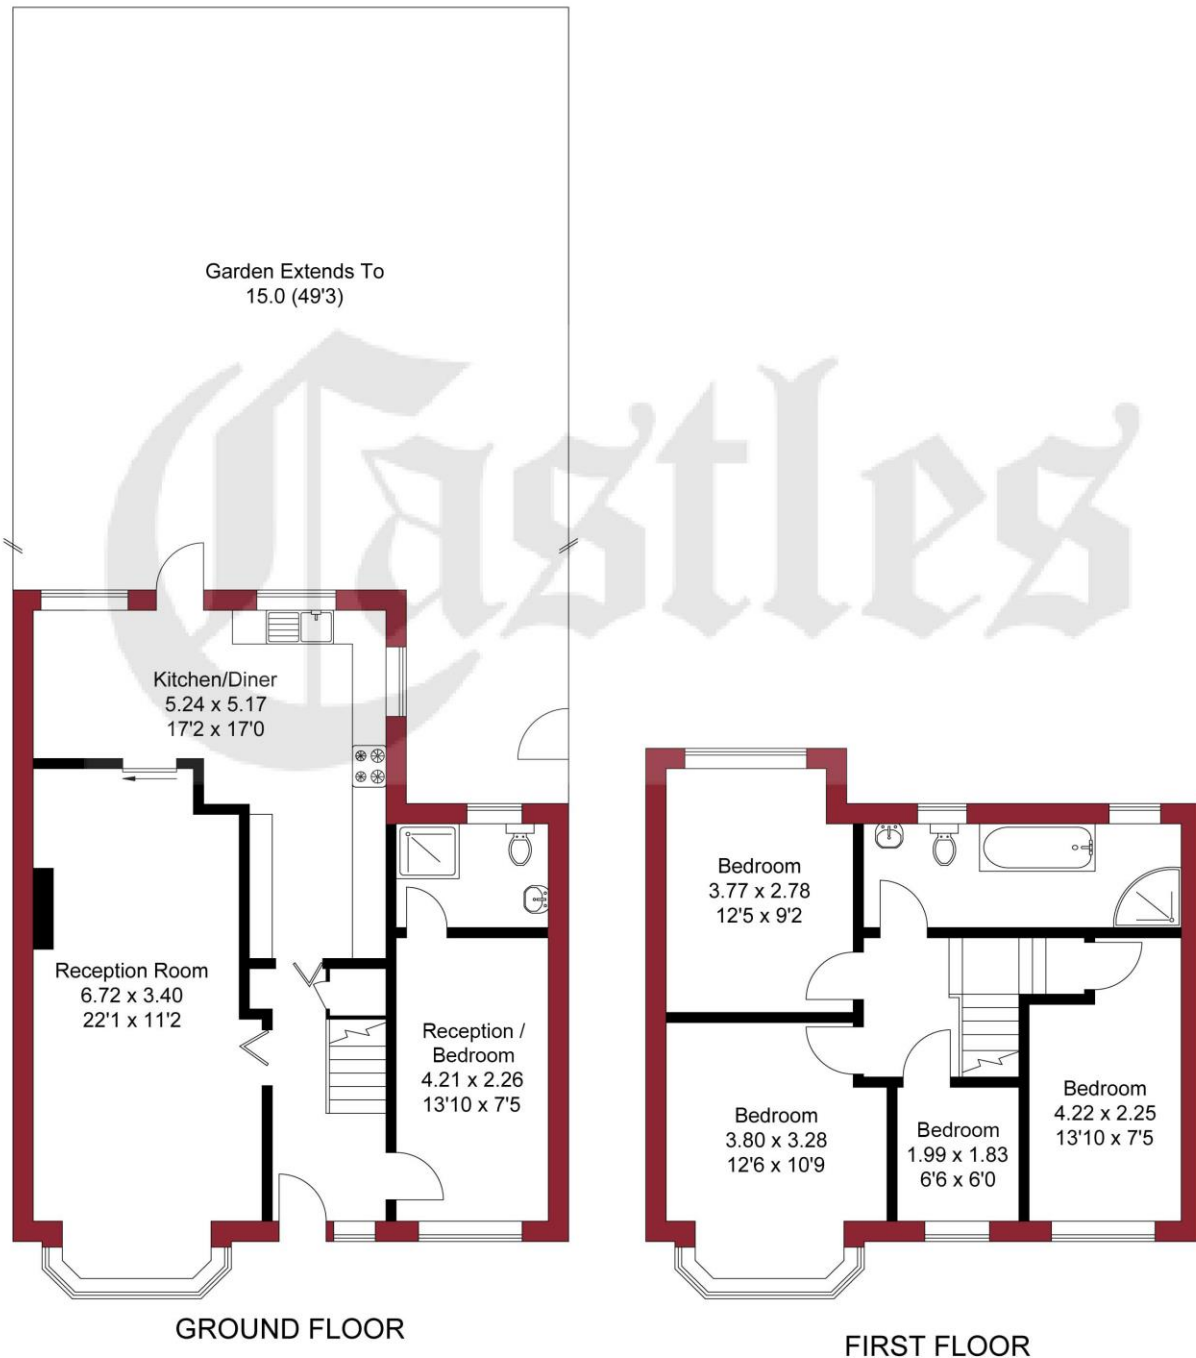 Garden Extends To
15.0 (49'3)
Castles
Kitchen/Diner
5.24 x 5.17
17'2 x 17'0
Reception Room
6.72 x 3.40
22'1 x 11'2
Reception /
Bedroom
4.21 x 2.26
13'10 x 7'5
GROUND FLOOR
Bedroom
3.77 x 2.78
12'5 x 9'2
Bedroom
3.80 x 3.28
12'6 x 10'9
Bedroom
1.99 x 1.83
6'6 x 6'0
Bedroom
4.22 x 2.25
13'10 x 7'5
FIRST FLOOR